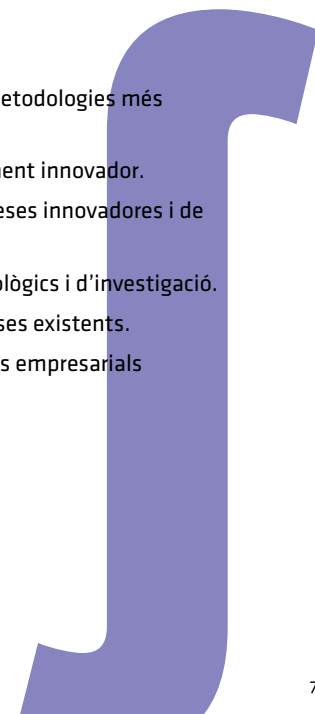 etodologies més
ent innovador.
eses innovadores i de
ològics i d’investigació.
ses existents.
s empresarials
7